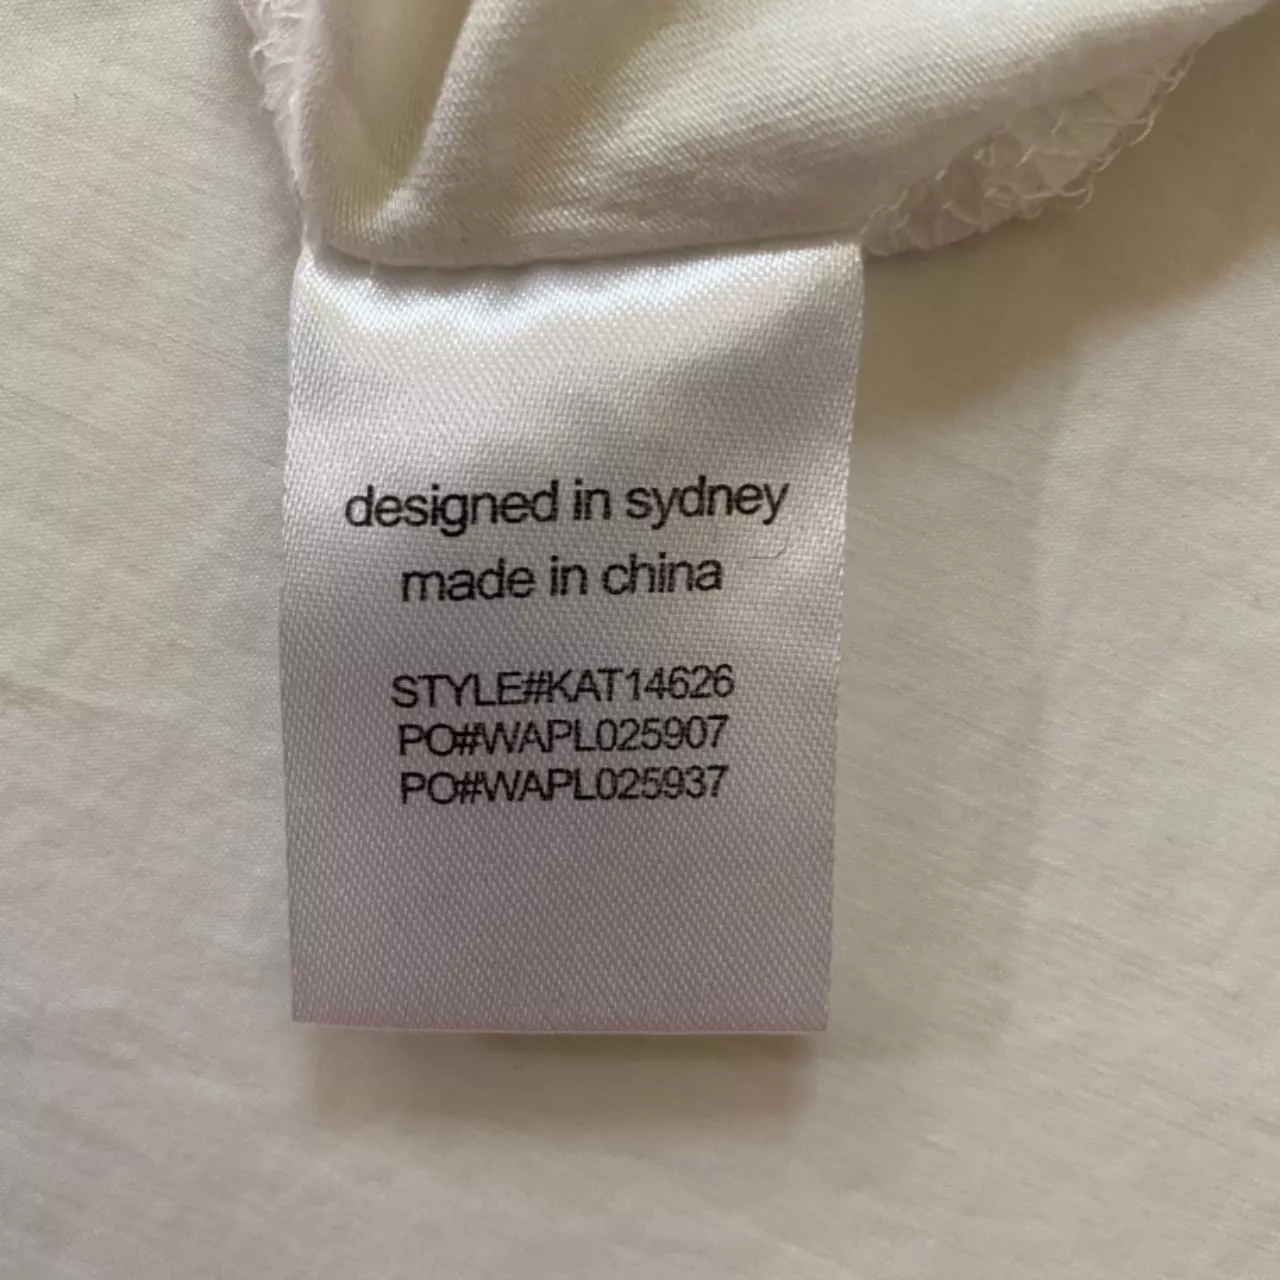 designed in sydney
made in china
STYLE#KAT14626
PO#WAPL025907
PO#WAPL025937